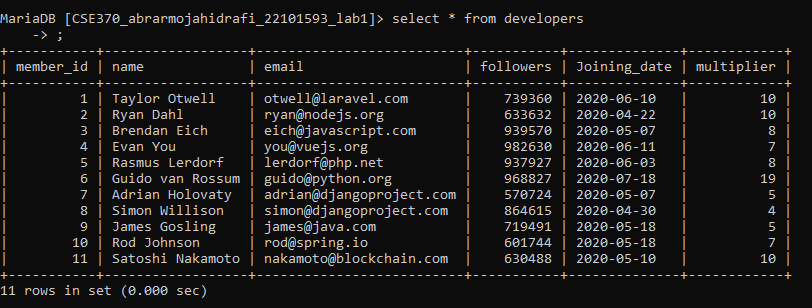 MariaDB [CSE370_abrarmojahidrafi_22101593_lab1]> select * from developers
    -> ;
+-----------+------------------+-------------------------+-----------+--------------+------------+
| member_id | name             | email                   | followers | Joining_date | multiplier |
+-----------+------------------+-------------------------+-----------+--------------+------------+
|         1 | Taylor Otwell    | otwell@laravel.com      |    739360 | 2020-06-10   |         10 |
|         2 | Ryan Dahl        | ryan@nodejs.org         |    633632 | 2020-04-22   |         10 |
|         3 | Brendan Eich     | eich@javascript.com     |    939570 | 2020-05-07   |          8 |
|         4 | Evan You         | you@vuejs.org           |    982630 | 2020-06-11   |          7 |
|         5 | Rasmus Lerdorf   | lerdorf@php.net         |    937927 | 2020-06-03   |          8 |
|         6 | Guido van Rossum | guido@python.org        |    968827 | 2020-07-18   |         19 |
|         7 | Adrian Holovaty  | adrian@djangoproject.com |    570724 | 2020-05-07   |          5 |
|         8 | Simon Willison   | simon@djangoproject.com |    864615 | 2020-04-30   |          4 |
|         9 | James Gosling    | james@java.com          |    719491 | 2020-05-18   |          5 |
|        10 | Rod Johnson      | rod@spring.io           |    601744 | 2020-05-18   |          7 |
|        11 | Satoshi Nakamoto | nakamoto@blockchain.com |    630488 | 2020-05-10   |         10 |
+-----------+------------------+-------------------------+-----------+--------------+------------+
11 rows in set (0.000 sec)